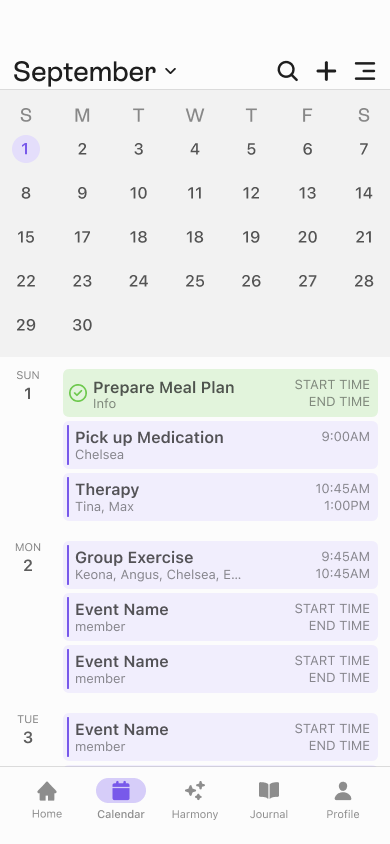 September
S M T W T F S
1 2 3 4 5 6 7
8 9 10 11 12 13 14
15 17 18 18 19 20 21
22 23 24 25 26 27 28
29 30
SUN
1
Prepare Meal Plan
Info
START TIME
END TIME
Pick up Medication
Chelsea
9:00AM
Therapy
Tina, Max
10:45AM
1:00PM
MON
2
Group Exercise
Keona, Angus, Chelsea, E...
9:45AM
10:45AM
Event Name
member
START TIME
END TIME
Event Name
member
START TIME
END TIME
TUE
3
Event Name
member
START TIME
END TIME
Home
Calendar
Harmony
Journal
Profile